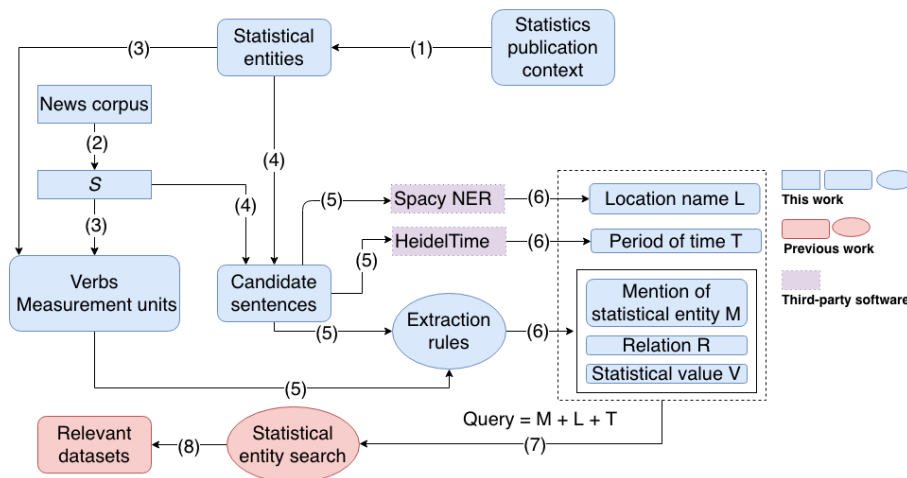 Statistical
entities
(1)
Statistics
publication
context
(3)
News corpus
(2)
S
(4)
(4)
(3)
(5)
Spacy NER
(6)
Location name L
This work
HeidelTime
(6)
Period of time T
Previous work
(5)
Verbs
Measurement units
Candidate
sentences
Third-party software
(5)
Extraction
rules
(6)
Mention of
statistical entity M
Relation R
Statistical value V
(5)
Query = M + L + T
(7)
Statistical
entity search
(8)
Relevant
datasets